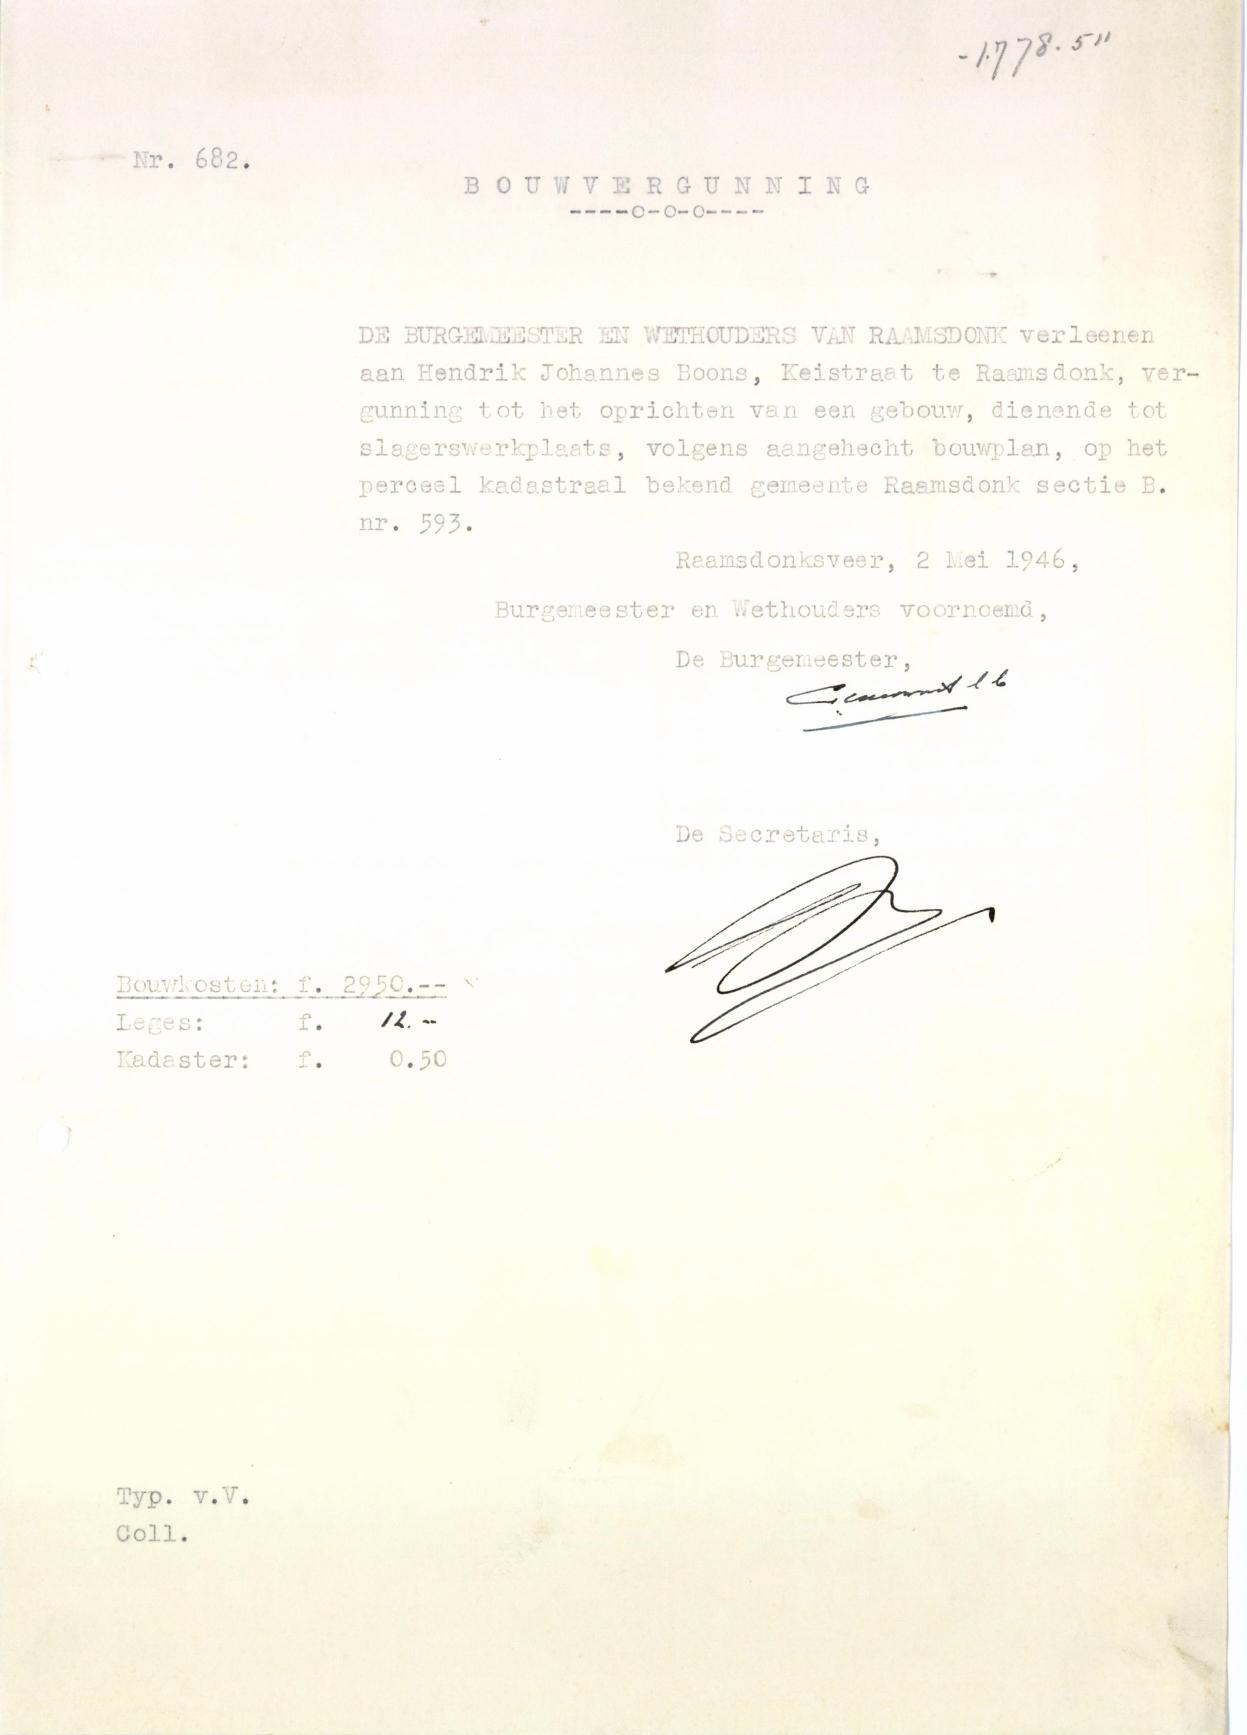 -1.778.5"
Nr. 682.
BOUWVERGUNNING
----o-o-o----
DE BURGEMEESTER EN WETHOUDERS VAN RAAMSDONK verleenen
aan Hendrik Johannes Boons, Keistraat te Raamsdonk, ver-
gunning tot het oprichten van een gebouw, dienende tot
slagerswerkplaats, volgens aangehecht bouwplan, op het
perceel kadastraal bekend gemeente Raamsdonk sectie B.
nr. 593.
Raamsdonksveer, 2 Mei 1946,
Burgemeester en Wethouders voornoemd,
De Burgemeester,
De Secretaris,
Bouwkosten: f. 2950.--
Leges: f. 12.-
Kadaster: f. 0.50
Typ. v.V.
Coll.